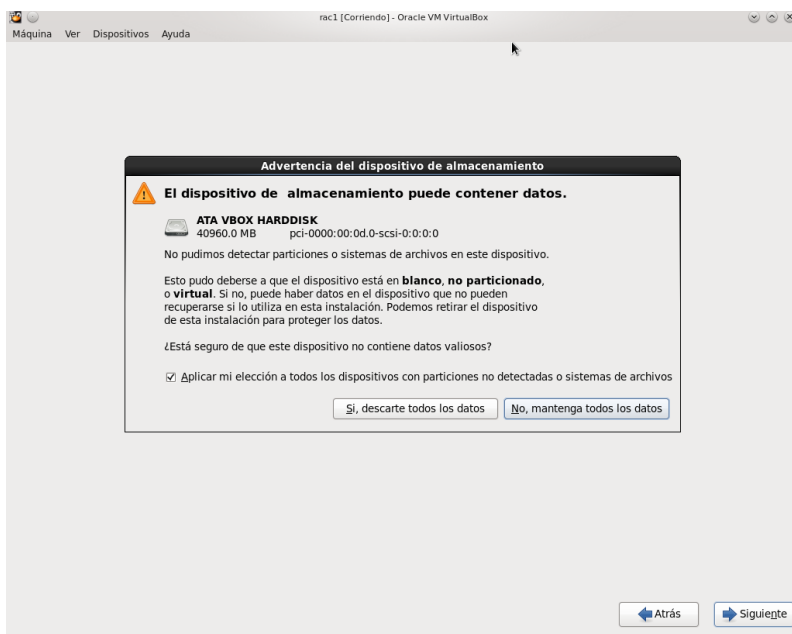 rac1 [Corriendo] - Oracle VM VirtualBox
Máquina Ver Dispositivos Ayuda
Advertencia del dispositivo de almacenamiento
El dispositivo de almacenamiento puede contener datos.
ATA VBOX HARDDISK
40960.0 MB pci-0000:00:0d.0-scsi-0:0:0:0
No pudimos detectar particiones o sistemas de archivos en este dispositivo.
Esto pudo deberse a que el dispositivo está en blanco, no particionado,
o virtual. Si no, puede haber datos en el dispositivo que no pueden
recuperarse si lo utiliza en esta instalación. Podemos retirar el dispositivo
de esta instalación para proteger los datos.
¿Está seguro de que este dispositivo no contiene datos valiosos?
Aplicar mi elección a todos los dispositivos con particiones no detectadas o sistemas de archivos
Si, descarte todos los datos No, mantenga todos los datos
Atrás Siguiente